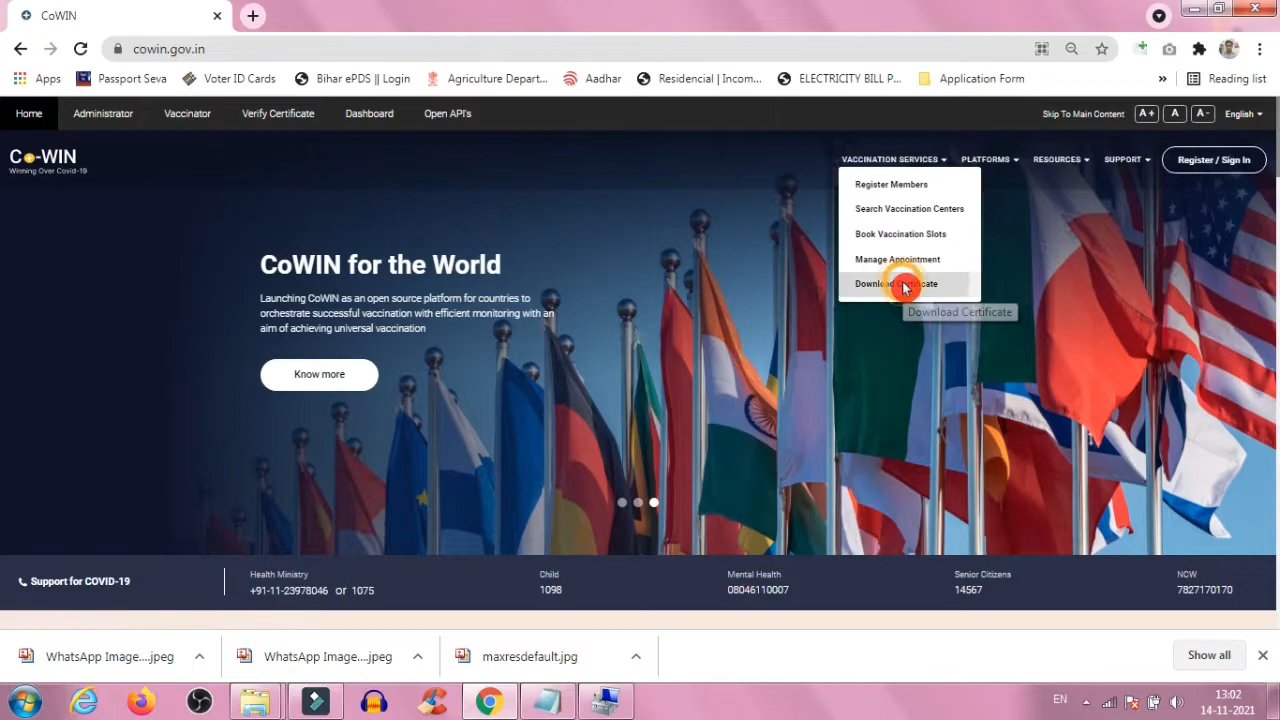 CoWIN
cowin.gov.in
Apps
Passport Seva
Voter ID Cards
Bihar ePDS || Login
Agriculture Depart...
Aadhar
Residencial | Incom...
ELECTRICITY BILL P...
Application Form
»
Reading list
Home
Administrator
Vaccinator
Verify Certificate
Dashboard
Open API's
Skip To Main Content
A+
A
A-
English
Co-WIN
Winning Over Covid-19
VACCINATION SERVICES
PLATFORMS
RESOURCES
SUPPORT
Register / Sign In
Register Members
Search Vaccination Centers
Book Vaccination Slots
Manage Appointment
Download Certificate
Download Certificate
CoWIN for the World
Launching CoWIN as an open source platform for countries to
orchestrate successful vaccination with efficient monitoring with an
aim of achieving universal vaccination
Know more
Support for COVID-19
Health Ministry
+91-11-23978046 or 1075
Child
1098
Mental Health
08046110007
Senior Citizens
14567
NCW
7827170170
WhatsApp Image....jpeg
WhatsApp Image....jpeg
maxresdefault.jpg
Show all
EN
13:02
14-11-2021